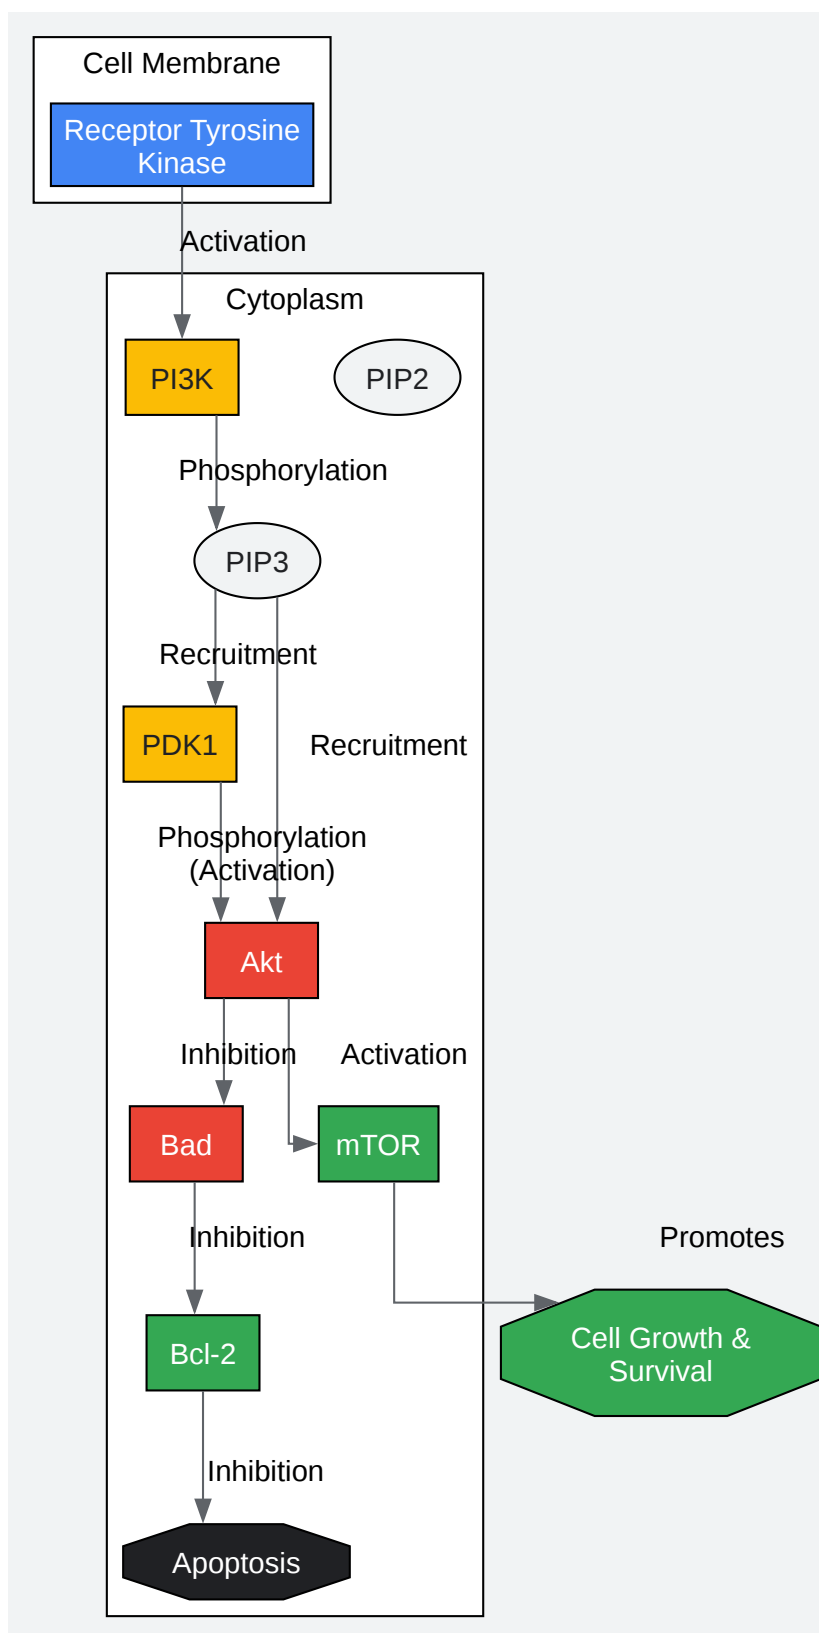 Cell Membrane
Receptor Tyrosine
Kinase
Activation
Cytoplasm
PI3K
PIP2
Phosphorylation
PIP3
Recruitment
PDK1
Recruitment
Phosphorylation
(Activation)
Akt
Inhibition
Activation
Bad
mTOR
Inhibition
Promotes
Bcl-2
Cell Growth &
Survival
Inhibition
Apoptosis